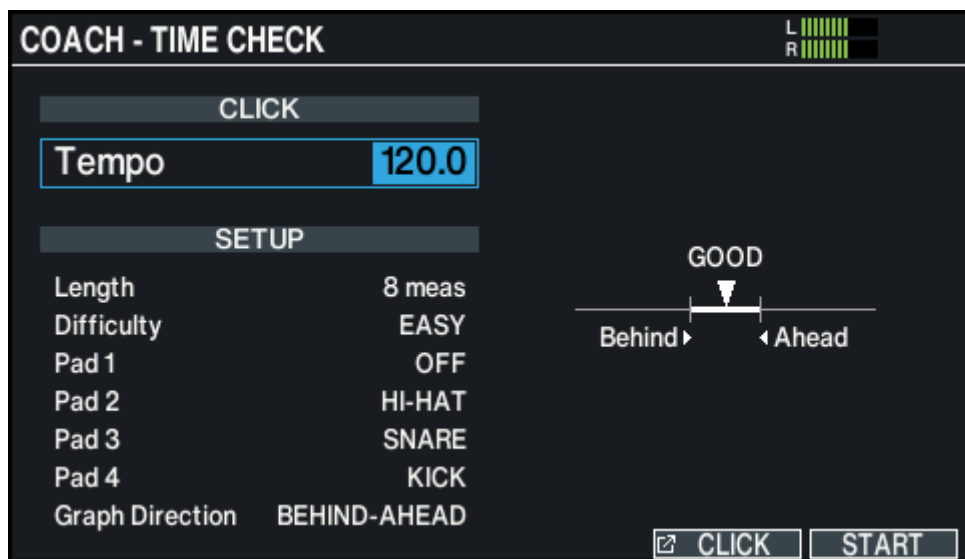 COACH - TIME CHECK
L
R
CLICK
Tempo 120.0
SETUP
Length 8 meas
Difficulty EASY
Pad 1 OFF
Pad 2 HI-HAT
Pad 3 SNARE
Pad 4 KICK
Graph Direction BEHIND-AHEAD
GOOD
Behind Ahead
CLICK START